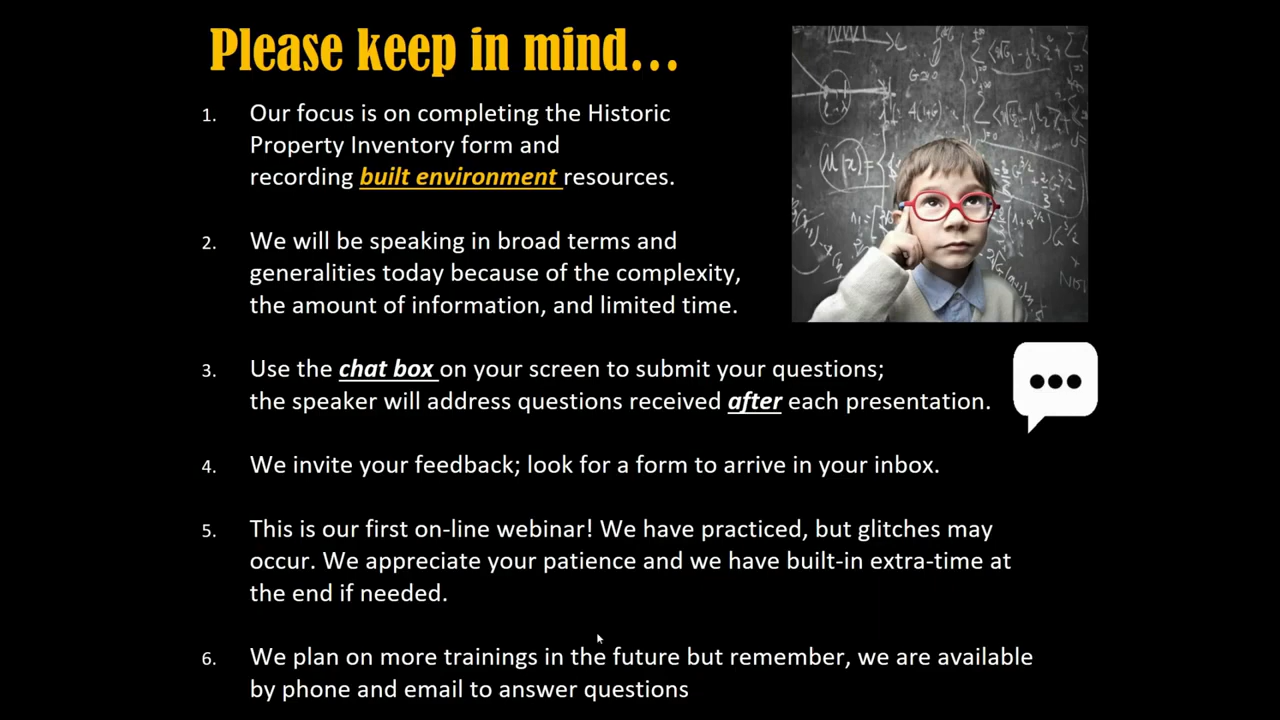 Please keep in mind...
1. Our focus is on completing the Historic
Property Inventory form and
recording built environment resources.
2. We will be speaking in broad terms and
generalities today because of the complexity,
the amount of information, and limited time.
3. Use the chat box on your screen to submit your questions;
the speaker will address questions received after each presentation.
4. We invite your feedback; look for a form to arrive in your inbox.
5. This is our first on-line webinar! We have practiced, but glitches may
occur. We appreciate your patience and we have built-in extra-time at
the end if needed.
6. We plan on more trainings in the future but remember, we are available
by phone and email to answer questions